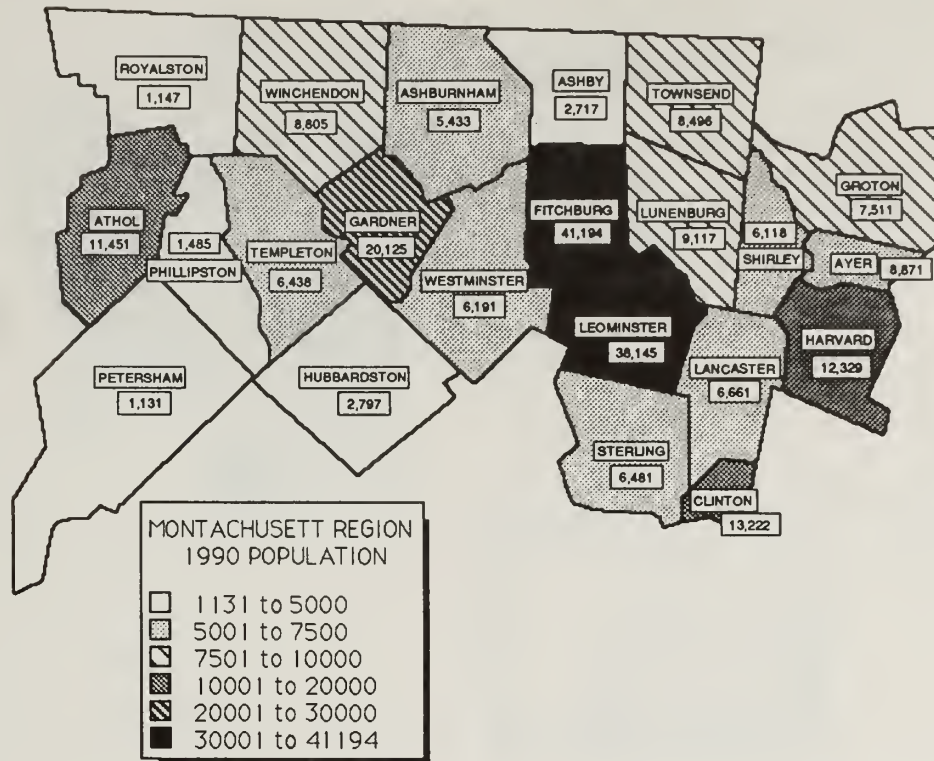 ROYALSTON
1,147
WINCHENDON
8,805
ASHBURNHAM
5,433
ASHBY
2,717
TOWNSEND
8,496
GROTON
7,511
ATHOL
11,451
1,485
PHILLIPSTON
TEMPLETON
6,438
GARDNER
20,125
WESTMINSTER
6,191
FITCHBURG
41,194
LUNENBURG
9,117
6,118
SHIRLEY
AYER
8,871
PETERSHAM
1,131
HUBBARDSTON
2,797
LEOMINSTER
38,145
LANCASTER
6,661
HARVARD
12,329
STERLING
6,481
CLINTON
13,222
MONTACHUSETT REGION
1990 POPULATION
1131 to 5000
5001 to 7500
7501 to 10000
10001 to 20000
20001 to 30000
30001 to 41194